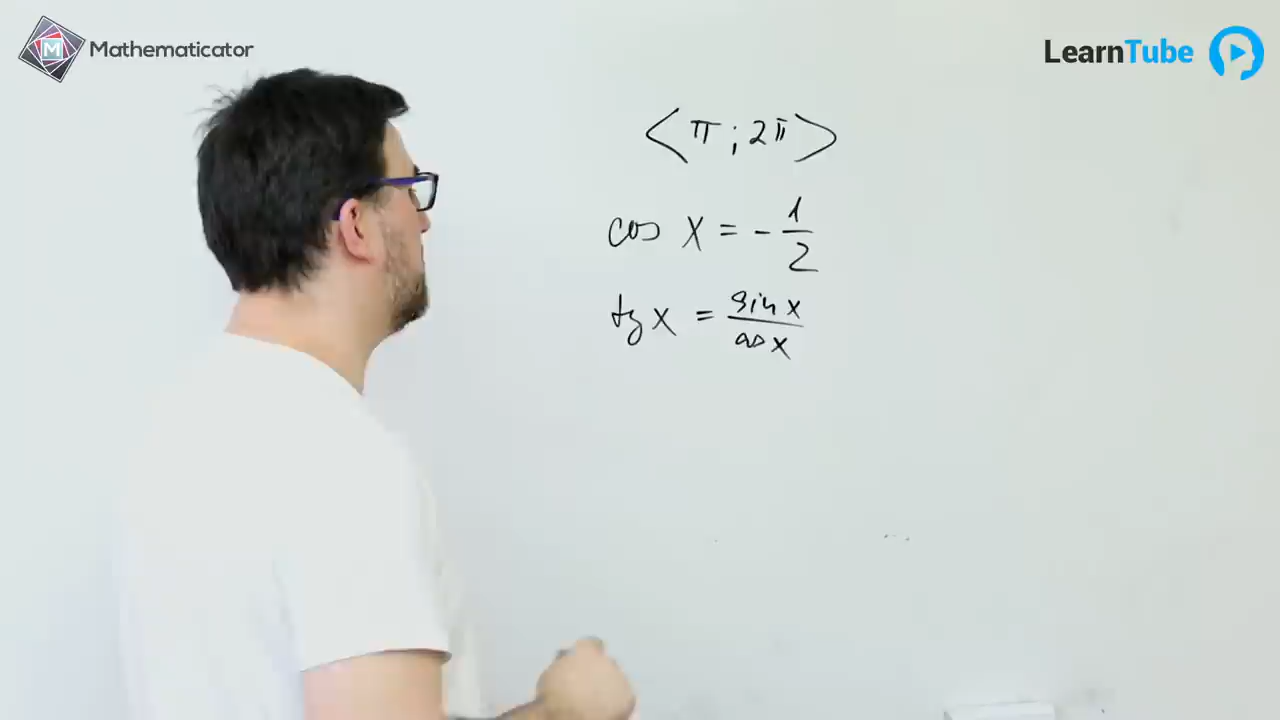 Mathematicator
LearnTube
<π;2π>
cos x = -1/2
tg x = sin x/cos x